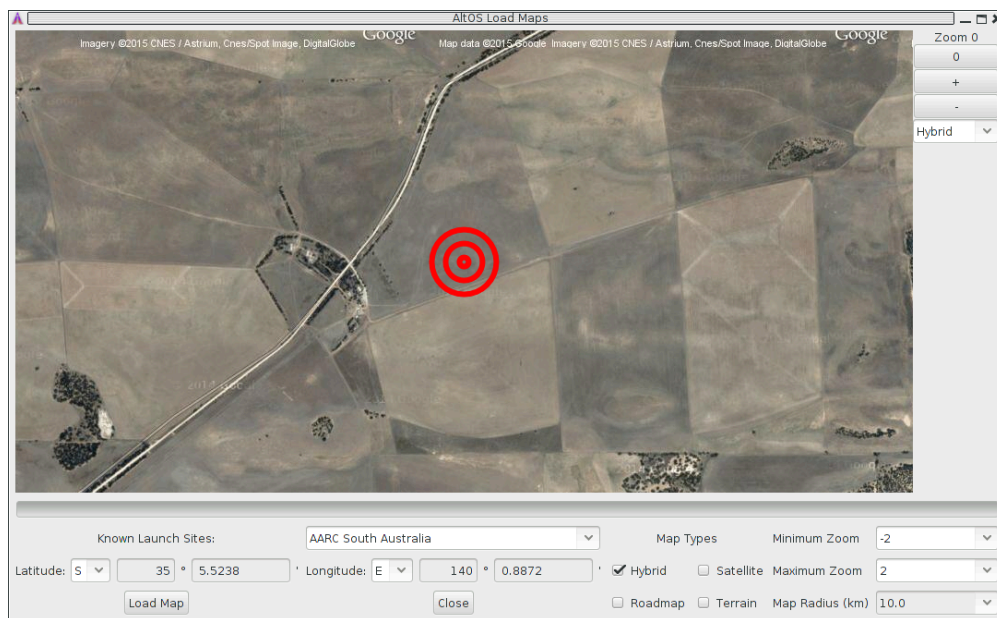 AltOS Load Maps
Imagery ©2015 CNES / Astrium, Cnes/Spot Image, DigitalGlobe
Google
Map data ©2015 Google Imagery ©2015 CNES / Astrium, Cnes/Spot Image, DigitalGlobe
Google
Zoom 0
0
+
-
Hybrid
Known Launch Sites:
AARC South Australia
Map Types
Minimum Zoom
-2
Latitude: S 35 ° 5.5238 ' Longitude: E 140 ° 0.8872 '
Hybrid
Satellite
Maximum Zoom
2
Load Map
Close
Roadmap
Terrain
Map Radius (km)
10.0